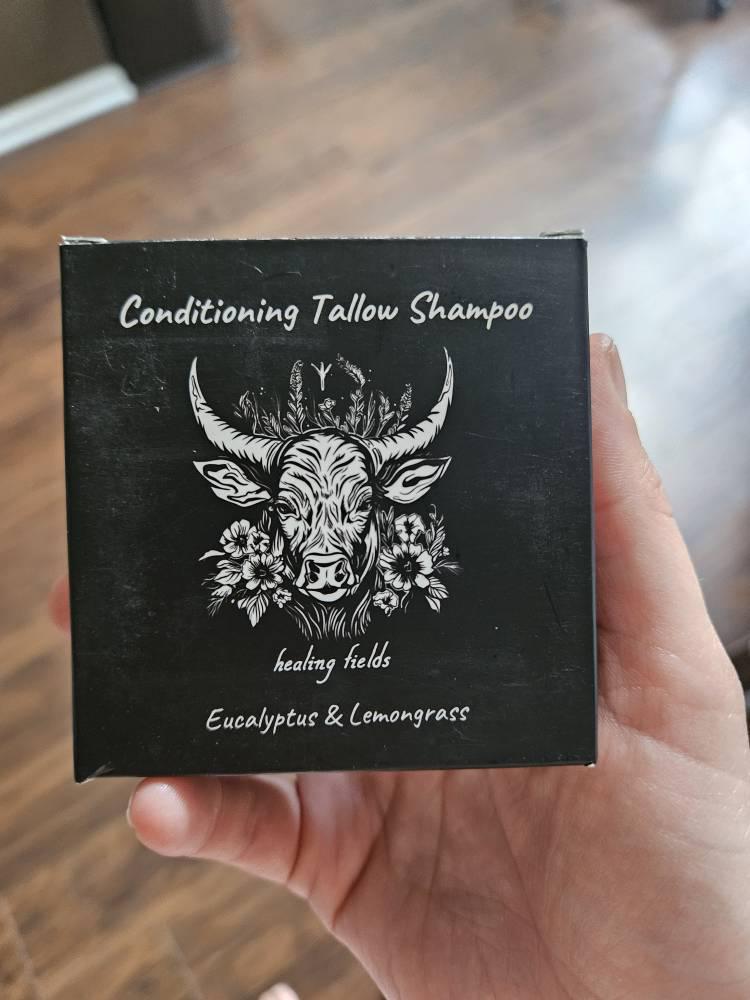 Conditioning Tallow Shampoo
healing fields
Eucalyptus & Lemongrass